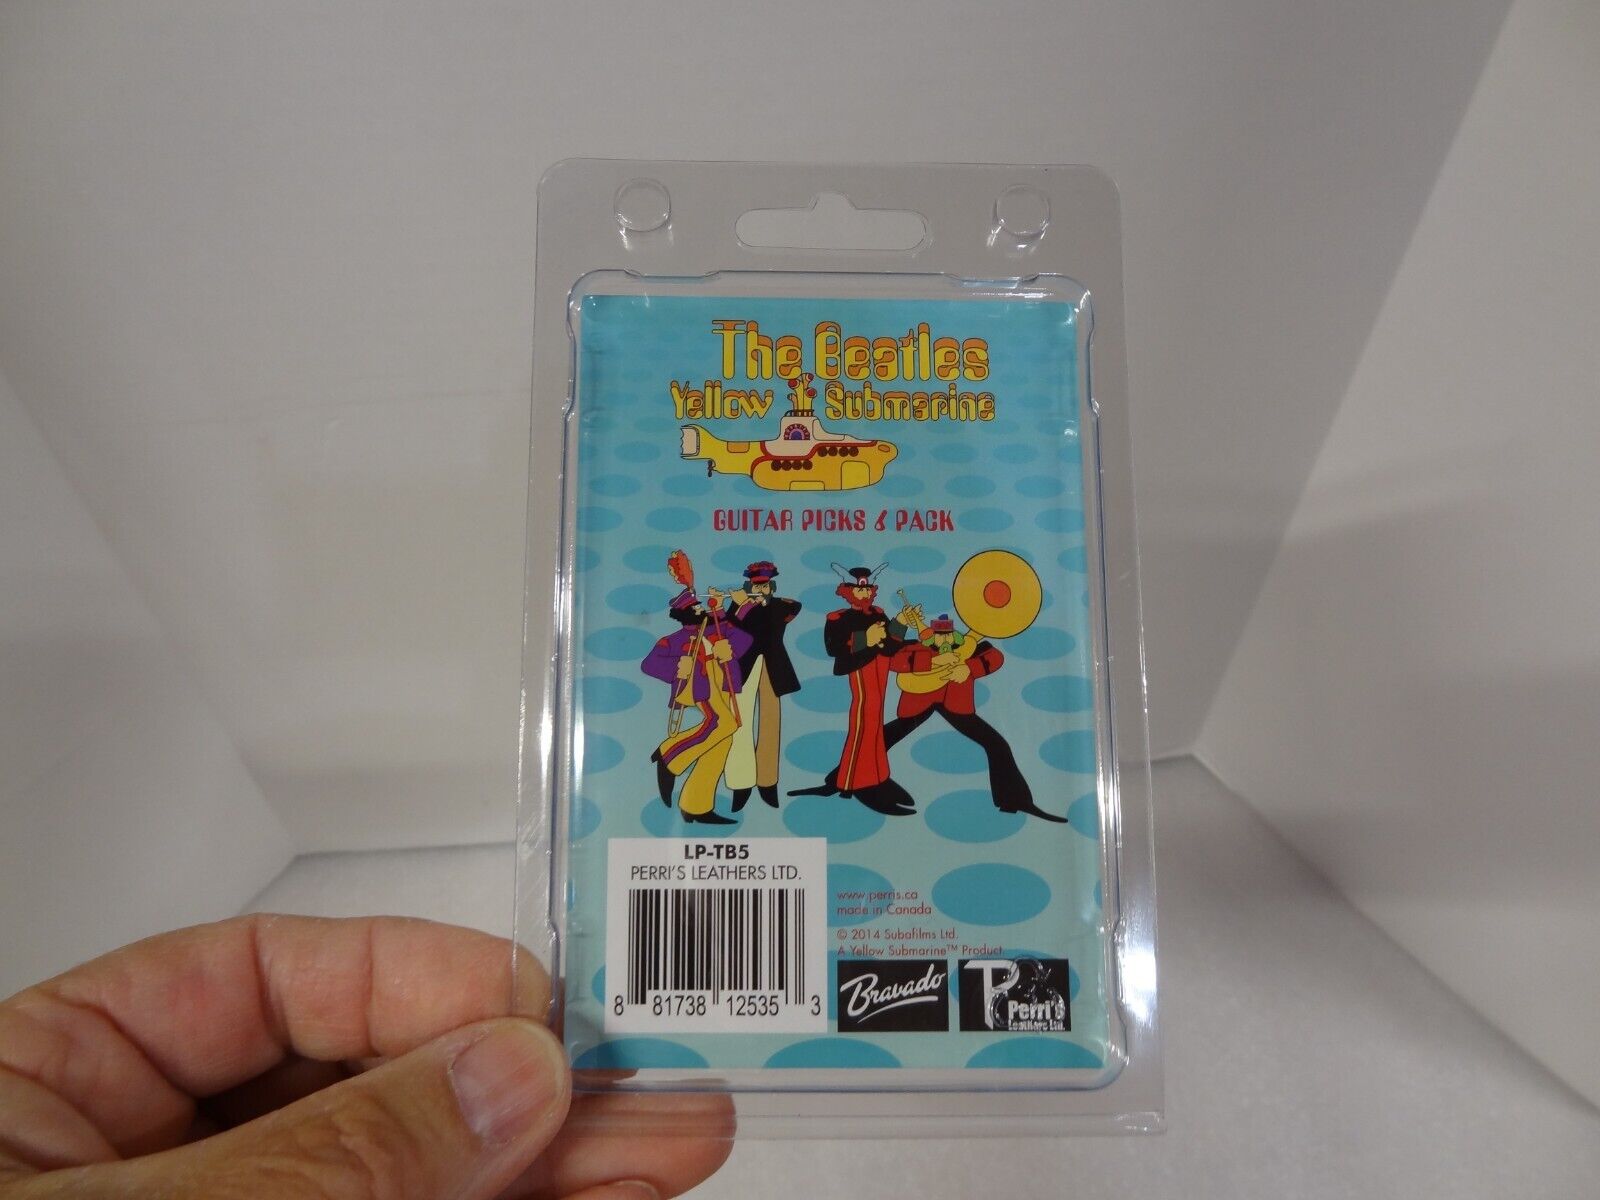 The Beatles
Yellow Submarine
GUITAR PICKS 6 PACK
LP-TB5
PERRI'S LEATHERS LTD.
8 81738 12535 3
www.perris.ca
made in Canada
© 2014 Subafilms Ltd.
A Yellow Submarine™ Product.
Bravado
Perri's
Leathers Ltd.